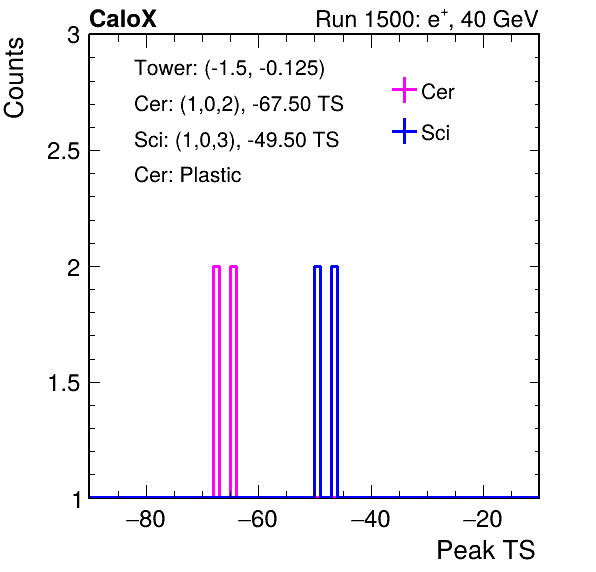 CaloX Run 1500: e⁺, 40 GeV
Counts
3
2.5
2
1.5
1
Tower: (-1.5, -0.125)
Cer: (1,0,2), -67.50 TS
Sci: (1,0,3), -49.50 TS
Cer: Plastic
Cer
Sci
−80 −60 −40 −20
Peak TS